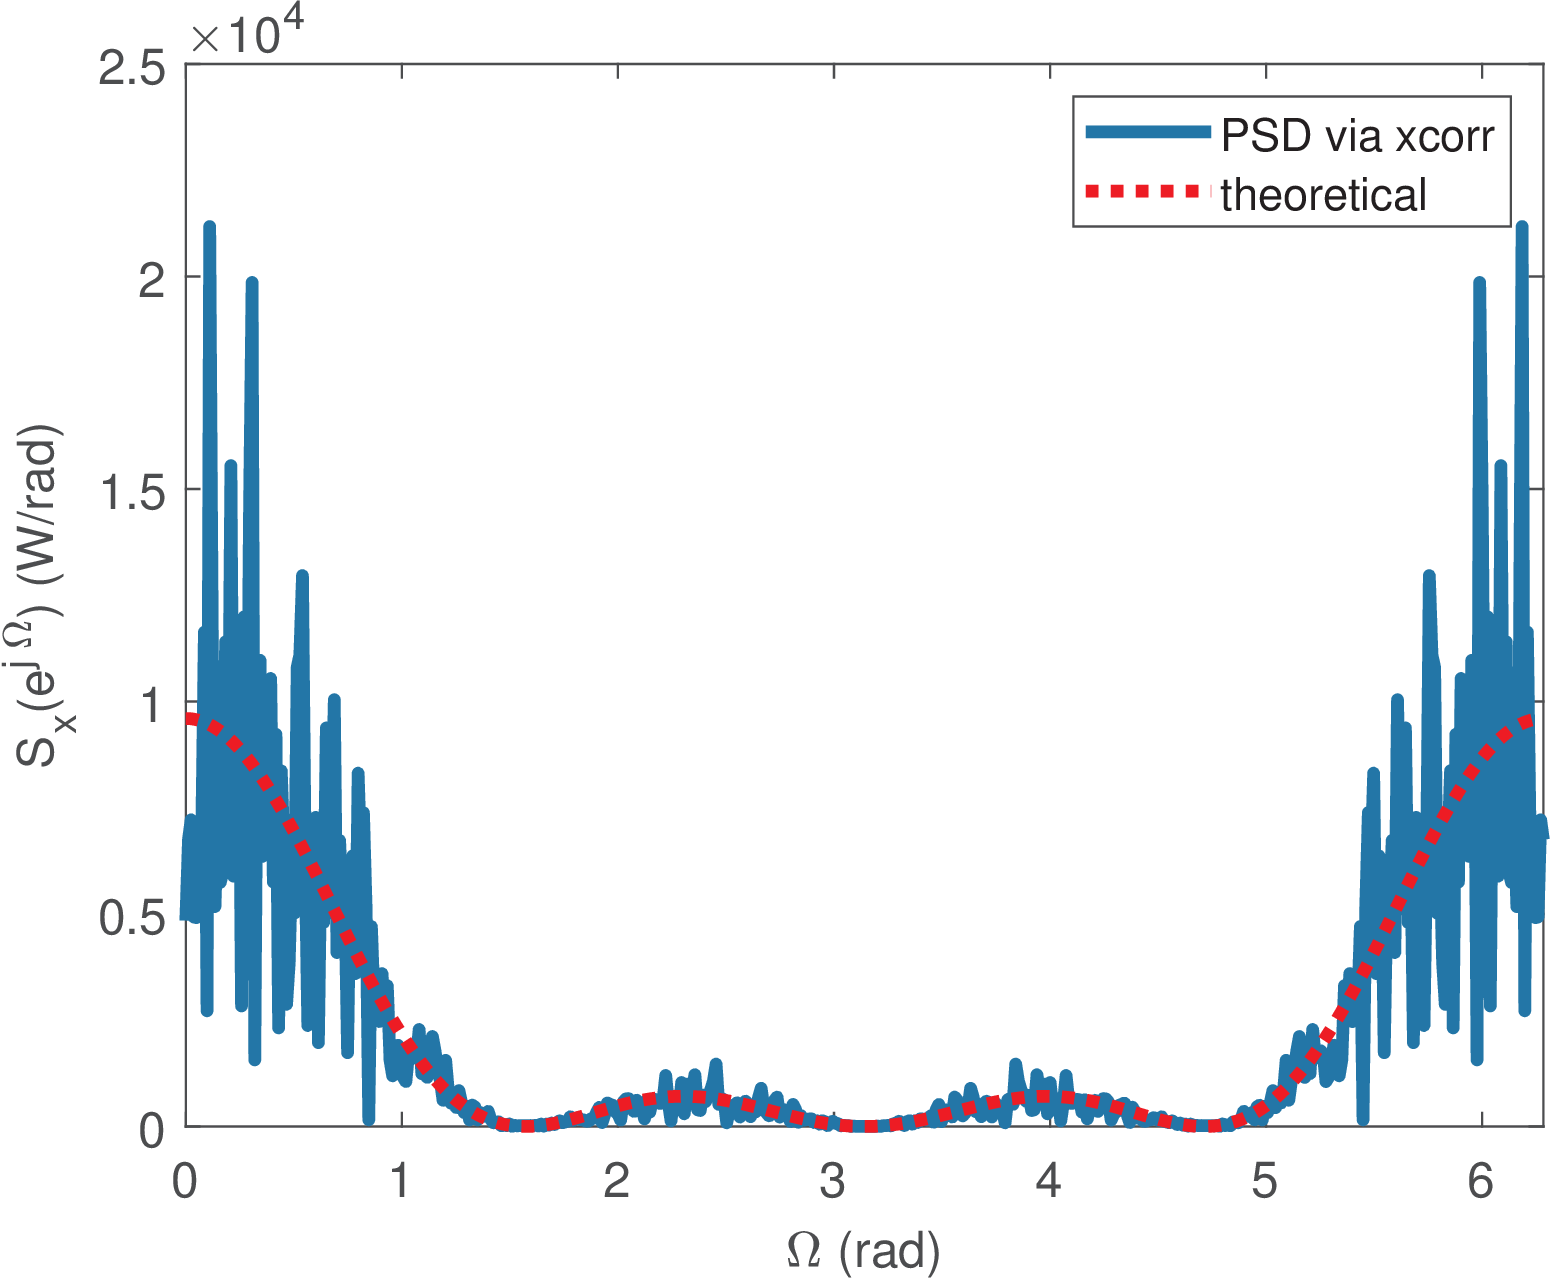 ×10^4
2.5
2
1.5
1
0.5
0
S_x(e^{j Ω}) (W/rad)
PSD via xcorr
theoretical
0 1 2 3 4 5 6
Ω (rad)